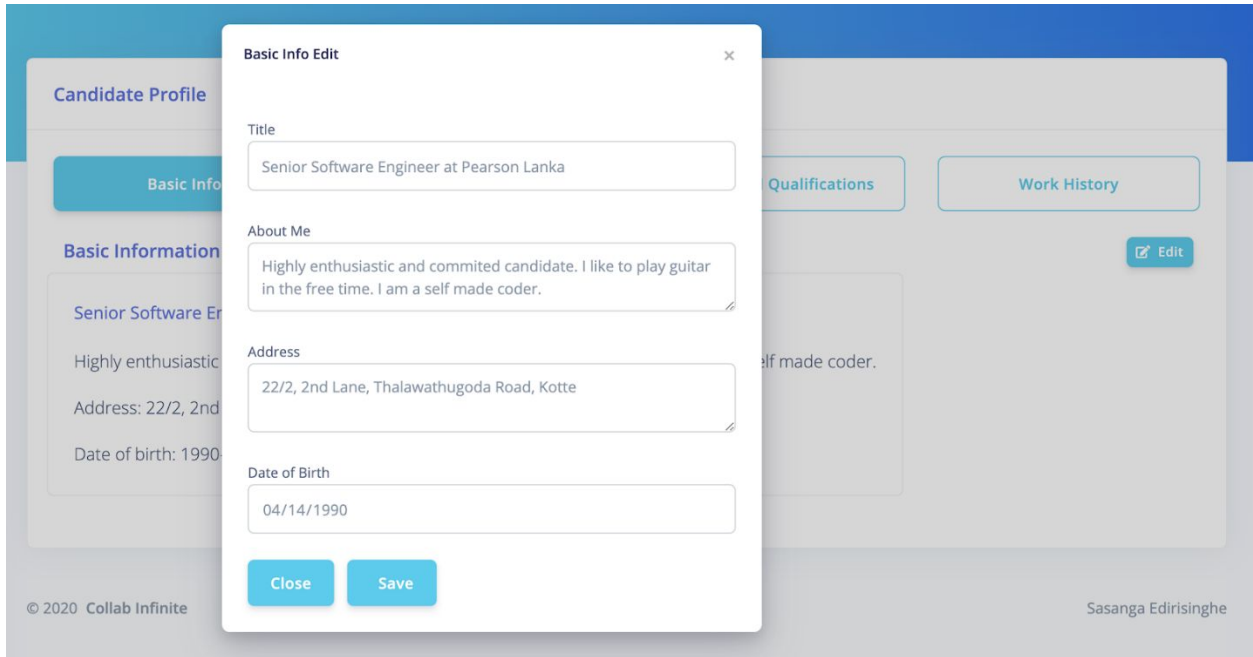 Basic Info Edit
×
Candidate Profile
Title
Senior Software Engineer at Pearson Lanka
Basic Info
Qualifications
Work History
About Me
Basic Information
Edit
Highly enthusiastic and commited candidate. I like to play guitar
in the free time. I am a self made coder.
Senior Software
Address
Highly enthusiastic
made coder.
22/2, 2nd Lane, Thalawathugoda Road, Kotte
Address: 22/2, 2nd
Date of birth: 1990-
Date of Birth
04/14/1990
Close
Save
© 2020 Collab Infinite
Sasanga Edirisinghe